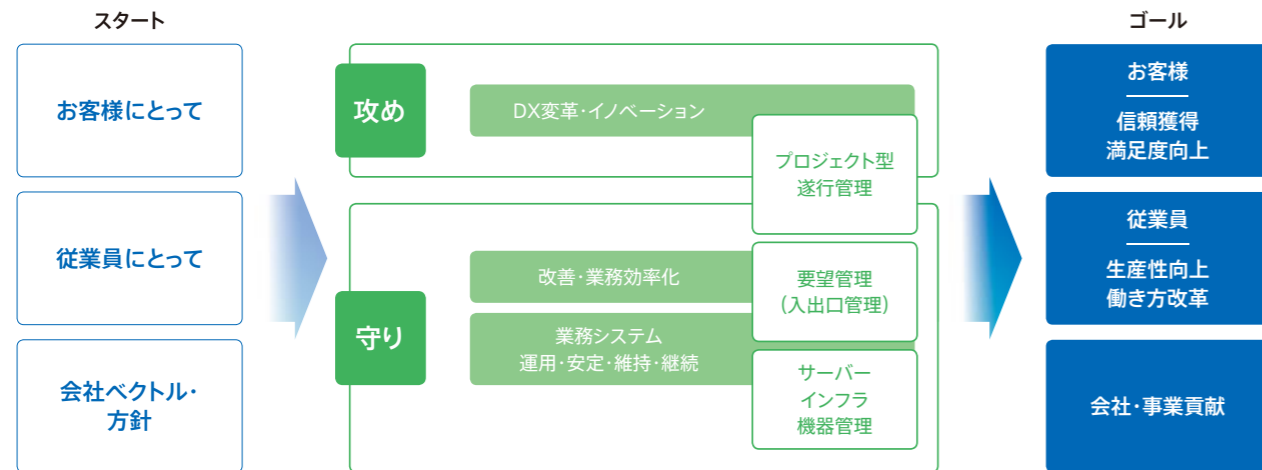 スタート
お客様にとって
従業員にとって
会社ベクトル・
方針
攻め
DX変革・イノベーション
プロジェクト型
遂行管理
守り
改善・業務効率化
要望管理
(入出口管理)
業務システム
運用・安定・維持・継続
サーバー
インフラ
機器管理
ゴール
お客様
信頼獲得
満足度向上
従業員
生産性向上
働き方改革
会社・事業貢献